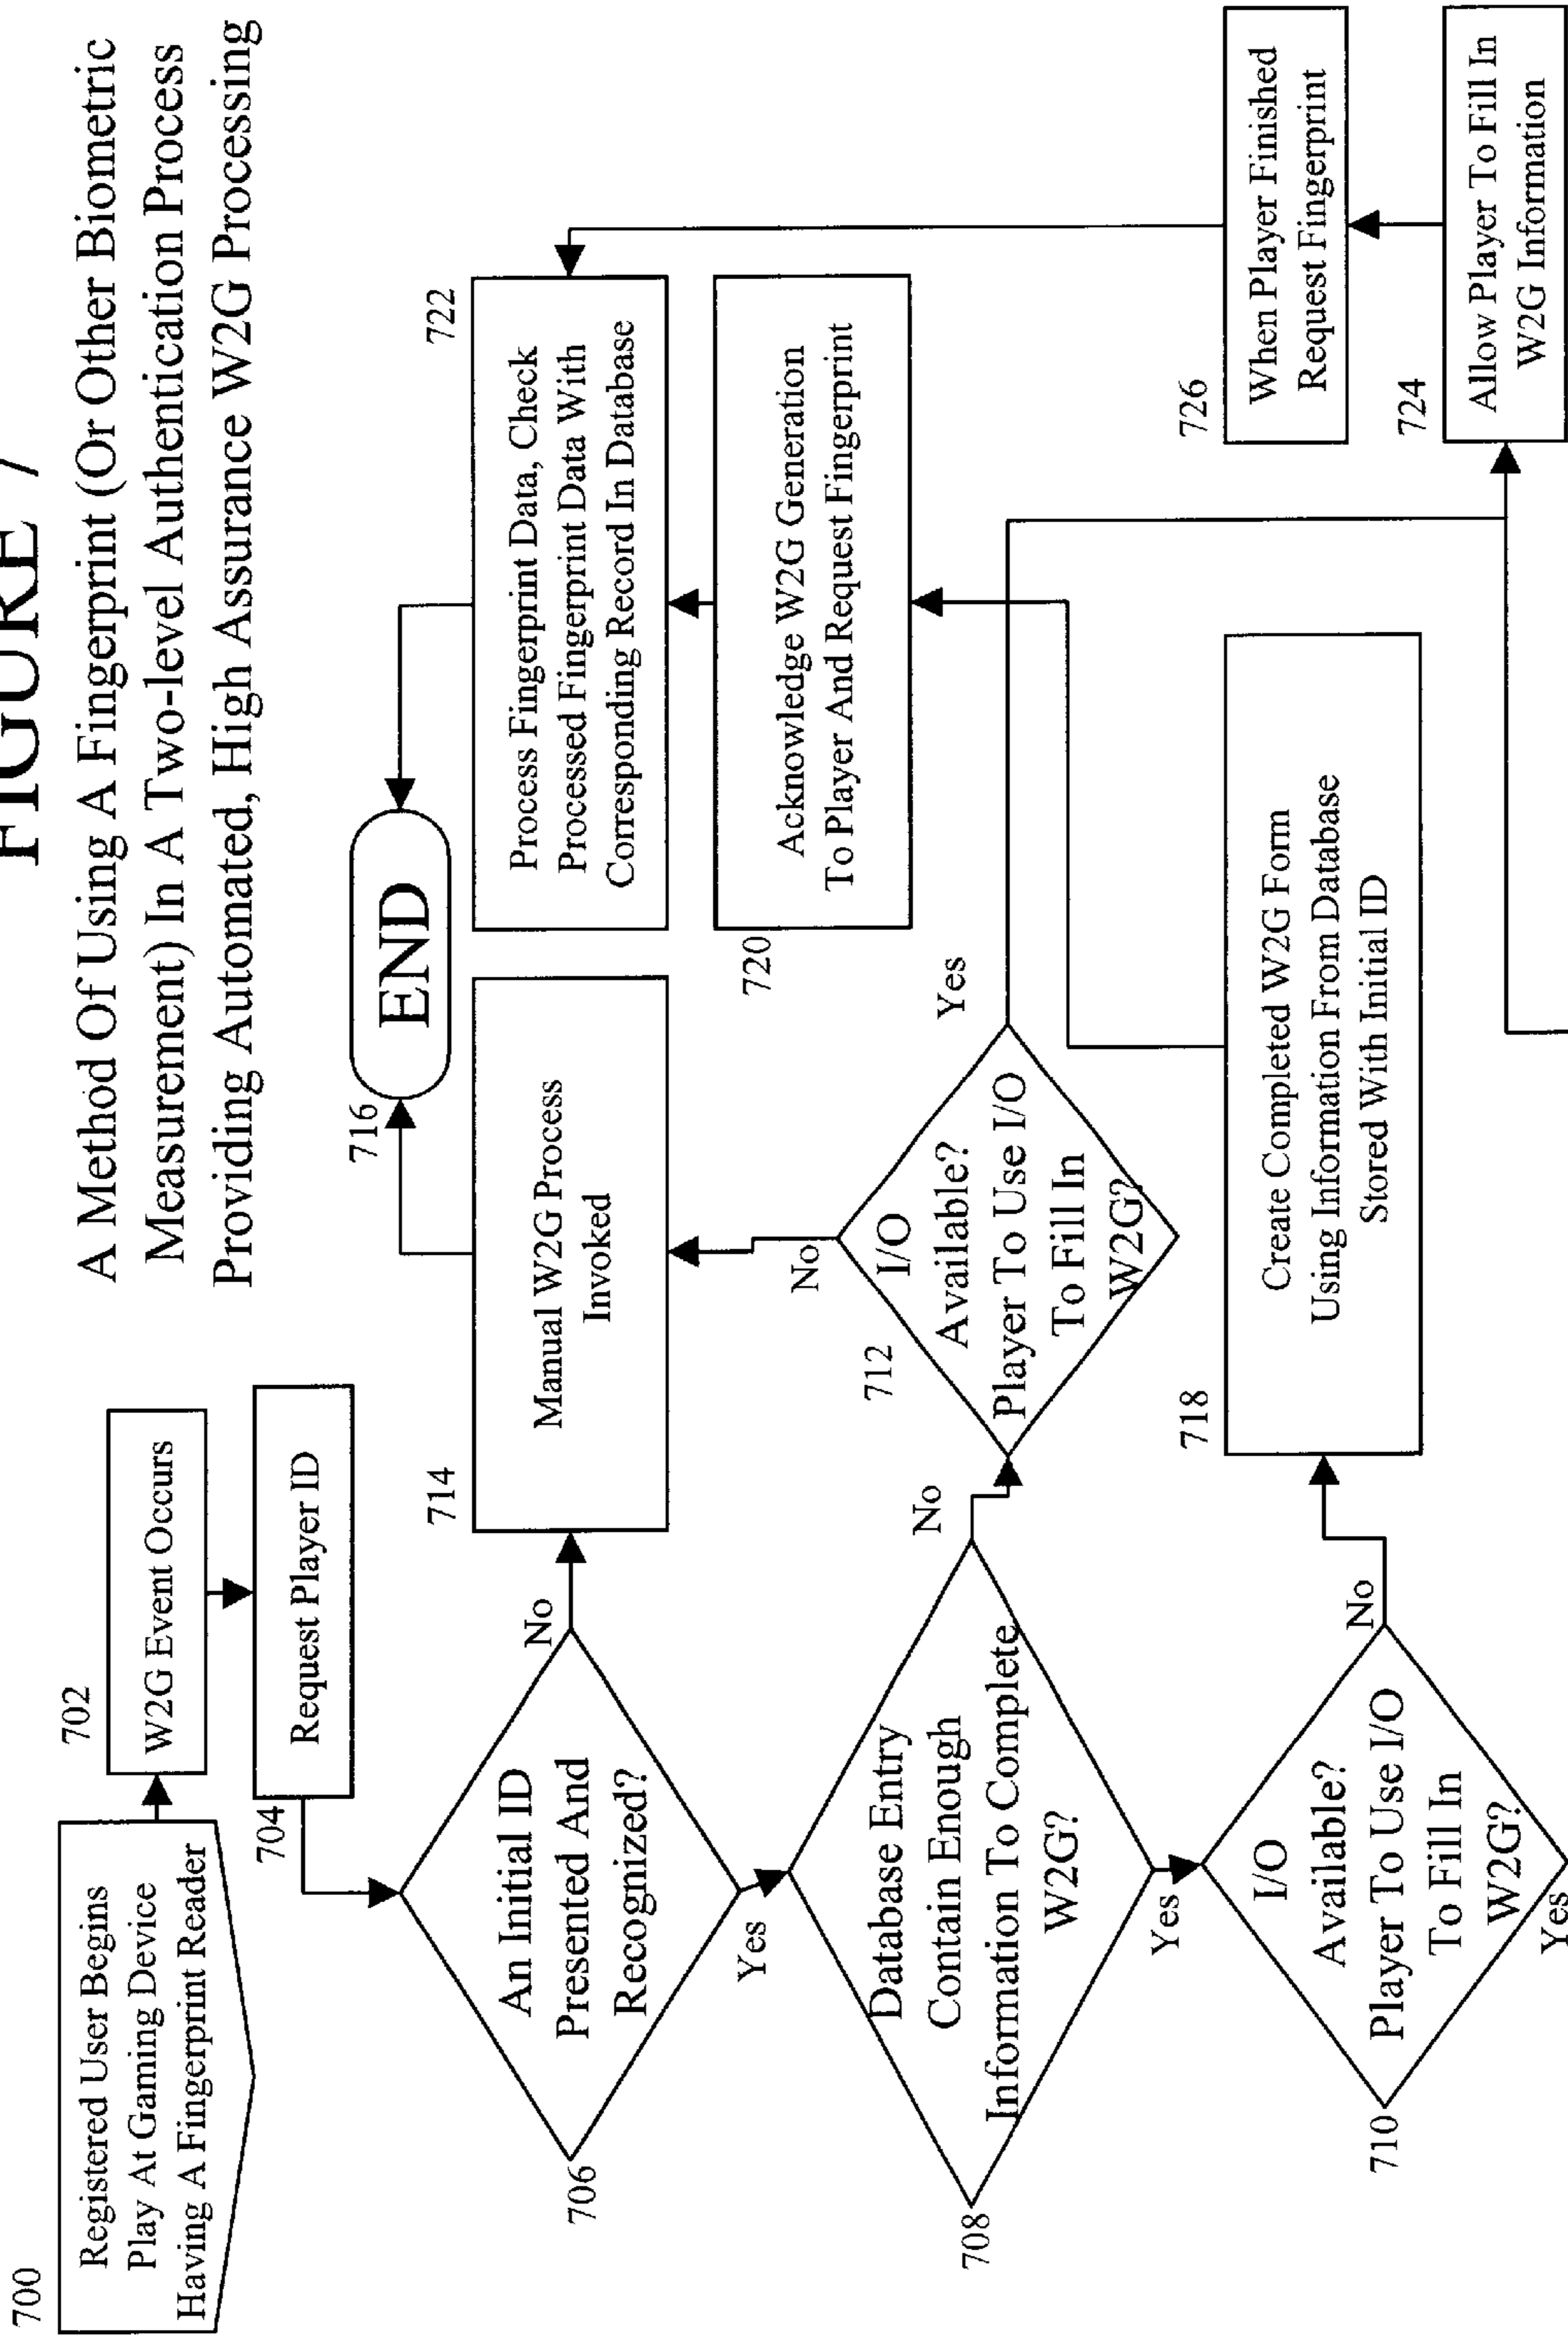 FIGURE 7
A Method Of Using A Fingerprint (Or Other Biometric
Measurement) In A Two-level Authentication Process
Providing Automated, High Assurance W2G Processing
700
Registered User Begins
Play At Gaming Device
Having A Fingerprint Reader
702
W2G Event Occurs
704
Request Player ID
706
An Initial ID
Presented And
Recognized?
No
Yes
714
Manual W2G Process
Invoked
716
END
722
Process Fingerprint Data, Check
Processed Fingerprint Data With
Corresponding Record In Database
720
Acknowledge W2G Generation
To Player And Request Fingerprint
708
Database Entry
Contain Enough
Information To Complete
W2G?
No
Yes
712
I/O
Available?
Player To Use I/O
To Fill In
W2G?
No
Yes
710
I/O
Available?
Player To Use I/O
To Fill In
W2G?
No
Yes
718
Create Completed W2G Form
Using Information From Database
Stored With Initial ID
726
When Player Finished
Request Fingerprint
724
Allow Player To Fill In
W2G Information